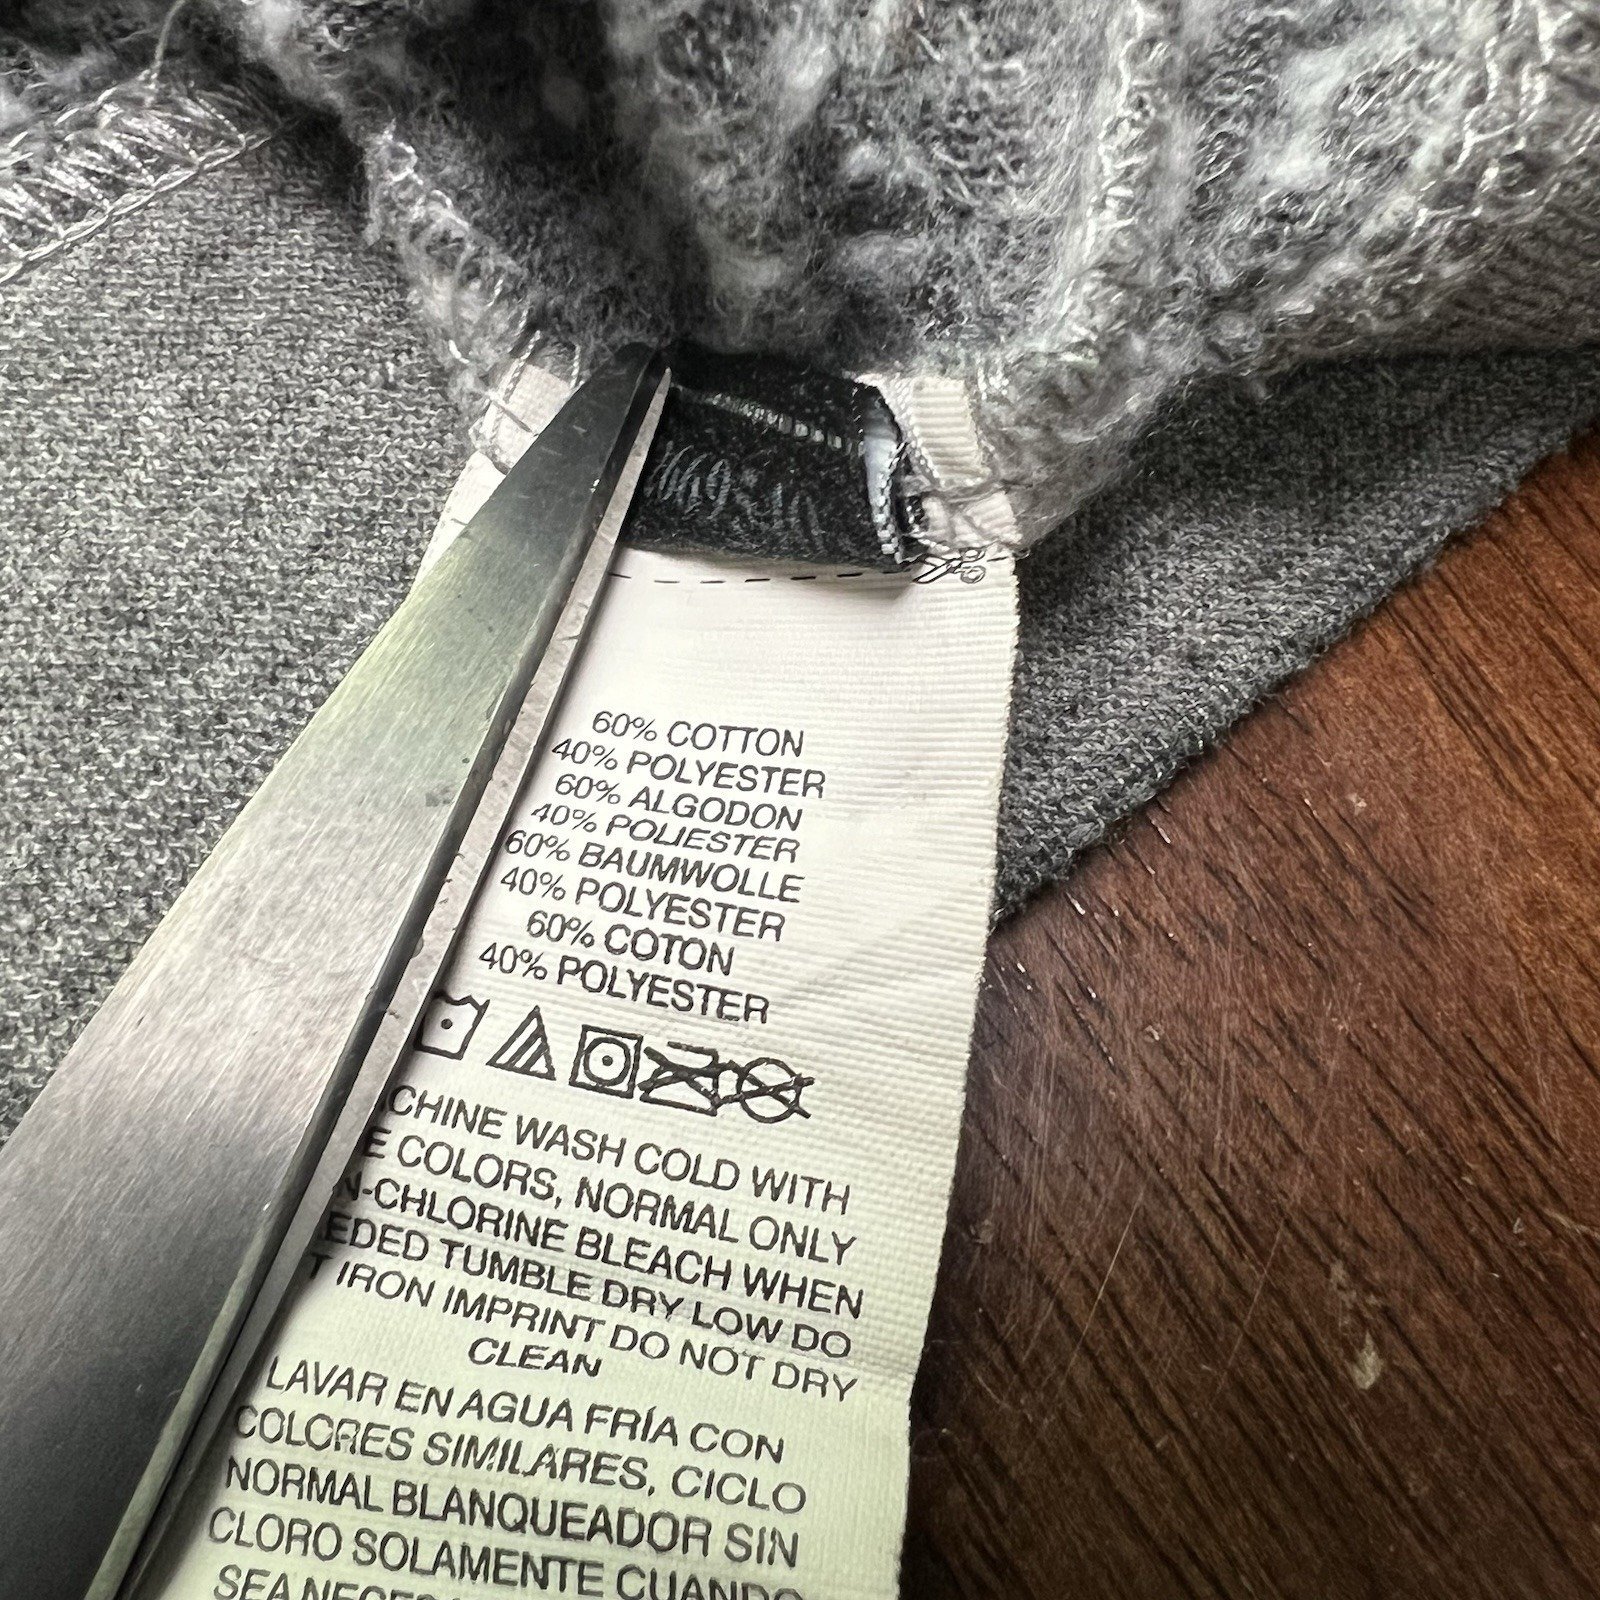 60% COTTON
40% POLYESTER
60% ALGODON
40% POLIESTER
60% BAUMWOLLE
40% POLYESTER
60% COTON
40% POLYESTER
CHINE WASH COLD WITH
E COLORS, NORMAL ONLY
N-CHLORINE BLEACH WHEN
EDED TUMBLE DRY LOW DO
T IRON IMPRINT DO NOT DRY
CLEAN
LAVAR EN AGUA FRÍA CON
COLORES SIMILARES, CICLO
NORMAL BLANQUEADOR SIN
CLORO SOLAMENTE CUANDO
SEA